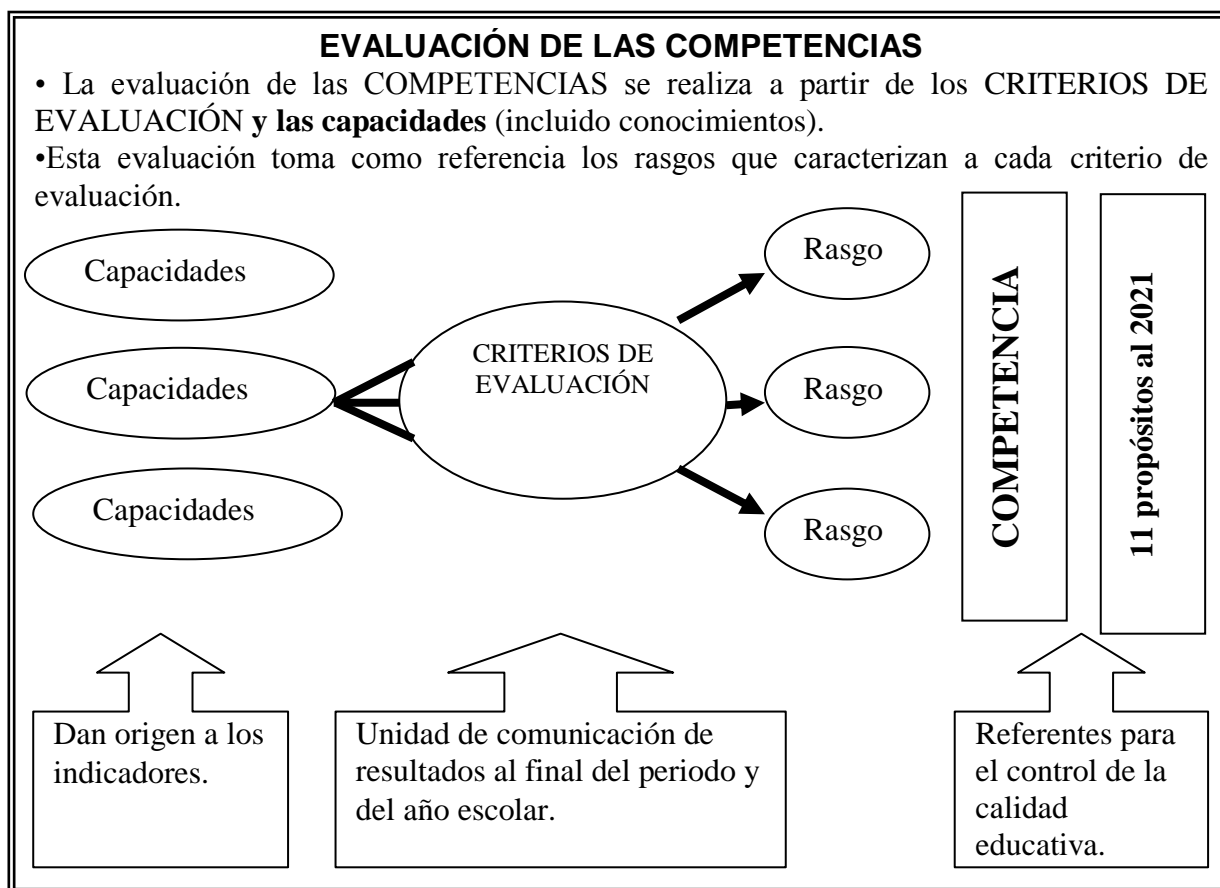 EVALUACIÓN DE LAS COMPETENCIAS
• La evaluación de las COMPETENCIAS se realiza a partir de los CRITERIOS DE
EVALUACIÓN y las capacidades (incluido conocimientos).
•Esta evaluación toma como referencia los rasgos que caracterizan a cada criterio de
evaluación.
Capacidades
Capacidades
Capacidades
CRITERIOS DE
EVALUACIÓN
Rasgo
Rasgo
Rasgo
COMPETENCIA
11 propósitos al 2021
Dan origen a los
indicadores.
Unidad de comunicación de
resultados al final del periodo y
del año escolar.
Referentes para
el control de la
calidad
educativa.